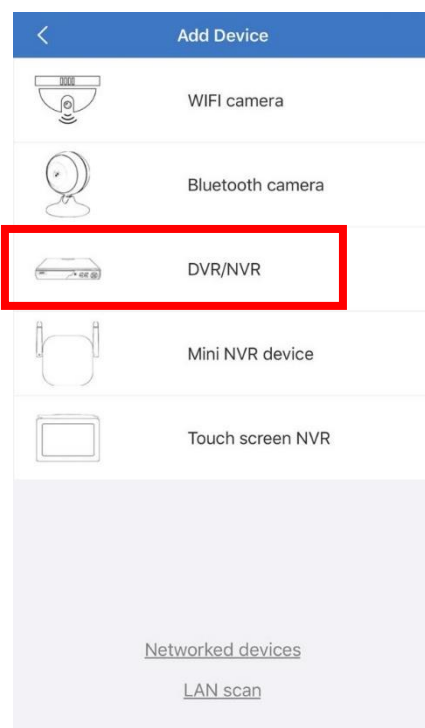 Add Device
WIFI camera
Bluetooth camera
DVR/NVR
Mini NVR device
Touch screen NVR
Networked devices
LAN scan